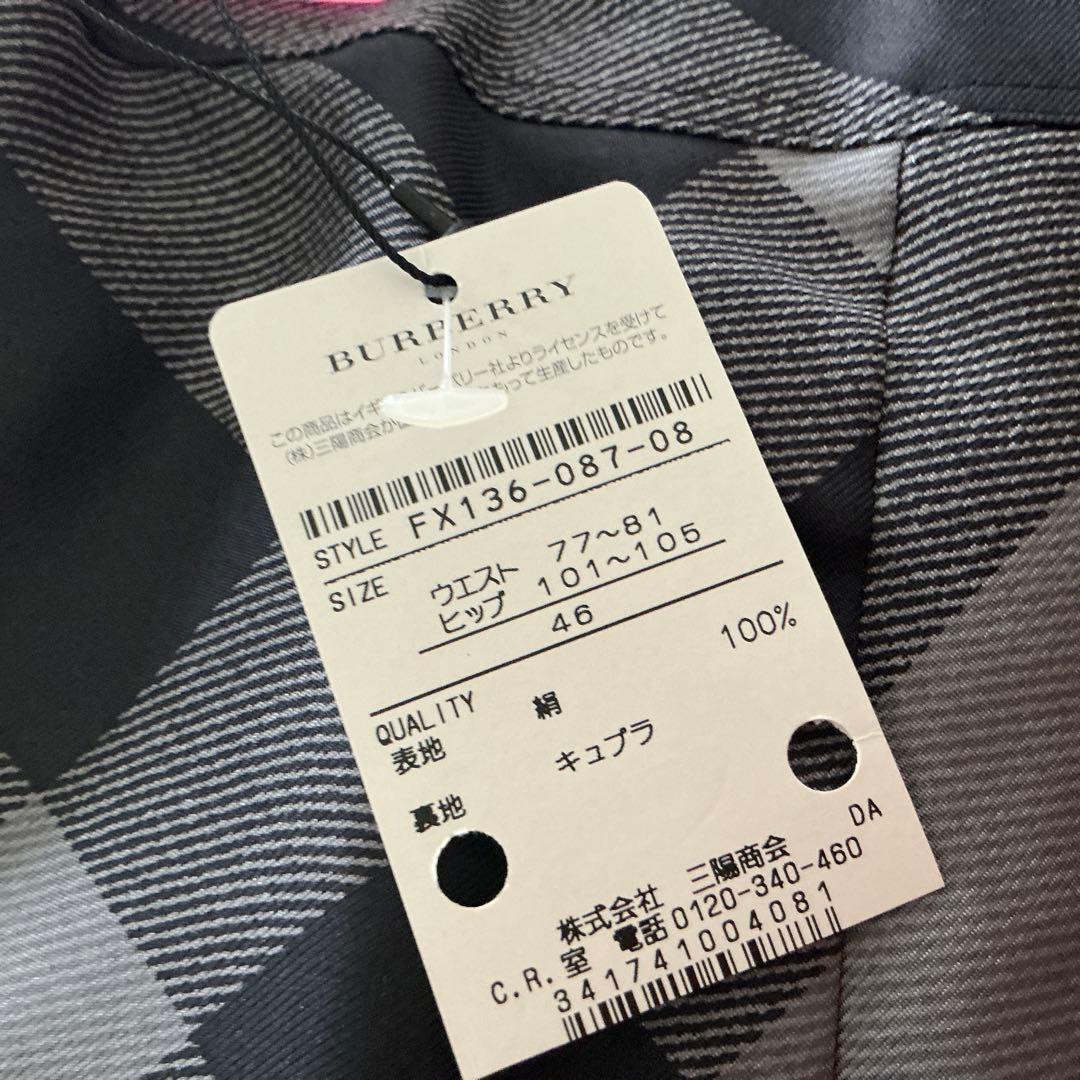 BURBERRY
LONDON
この商品はイギ バーバリー社よりライセンスを受けて
(株)三陽商会が もって生産したものです。
STYLE FX136-087-08
SIZE ウエスト 77～81
ヒップ 101～105
46
QUALITY
表地 絹 100%
裏地 キュプラ
DA
株式会社 三陽商会
C.R.室 電話0120-340-460
341741004081